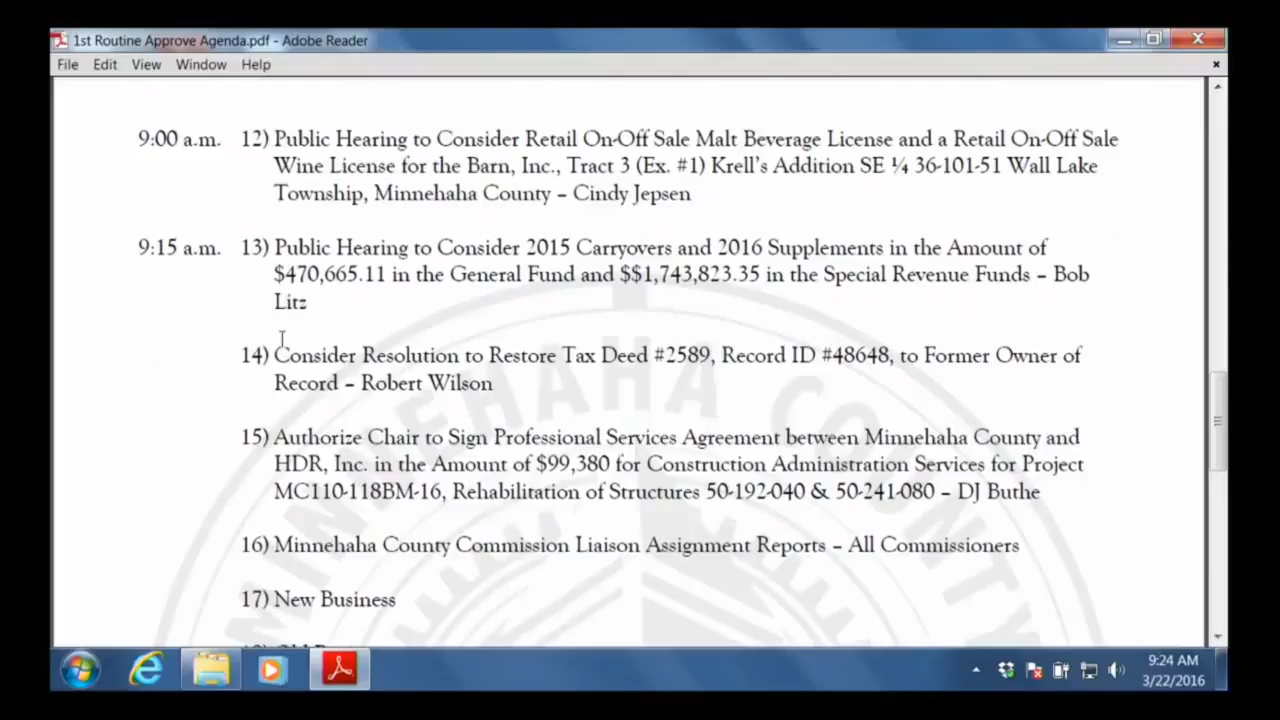 1st Routine Approve Agenda.pdf - Adobe Reader
File Edit View Window Help
9:00 a.m. 12) Public Hearing to Consider Retail On-Off Sale Malt Beverage License and a Retail On-Off Sale
Wine License for the Barn, Inc., Tract 3 (Ex. #1) Krell's Addition SE ¼ 36-101-51 Wall Lake
Township, Minnehaha County – Cindy Jepsen
9:15 a.m. 13) Public Hearing to Consider 2015 Carryovers and 2016 Supplements in the Amount of
$470,665.11 in the General Fund and $$1,743,823.35 in the Special Revenue Funds – Bob
Litz
14) Consider Resolution to Restore Tax Deed #2589, Record ID #48648, to Former Owner of
Record – Robert Wilson
15) Authorize Chair to Sign Professional Services Agreement between Minnehaha County and
HDR, Inc. in the Amount of $99,380 for Construction Administration Services for Project
MC110-118BM-16, Rehabilitation of Structures 50-192-040 & 50-241-080 – DJ Buthe
16) Minnehaha County Commission Liaison Assignment Reports – All Commissioners
17) New Business
MINNEHAHA COUNTY
9:24 AM
3/22/2016